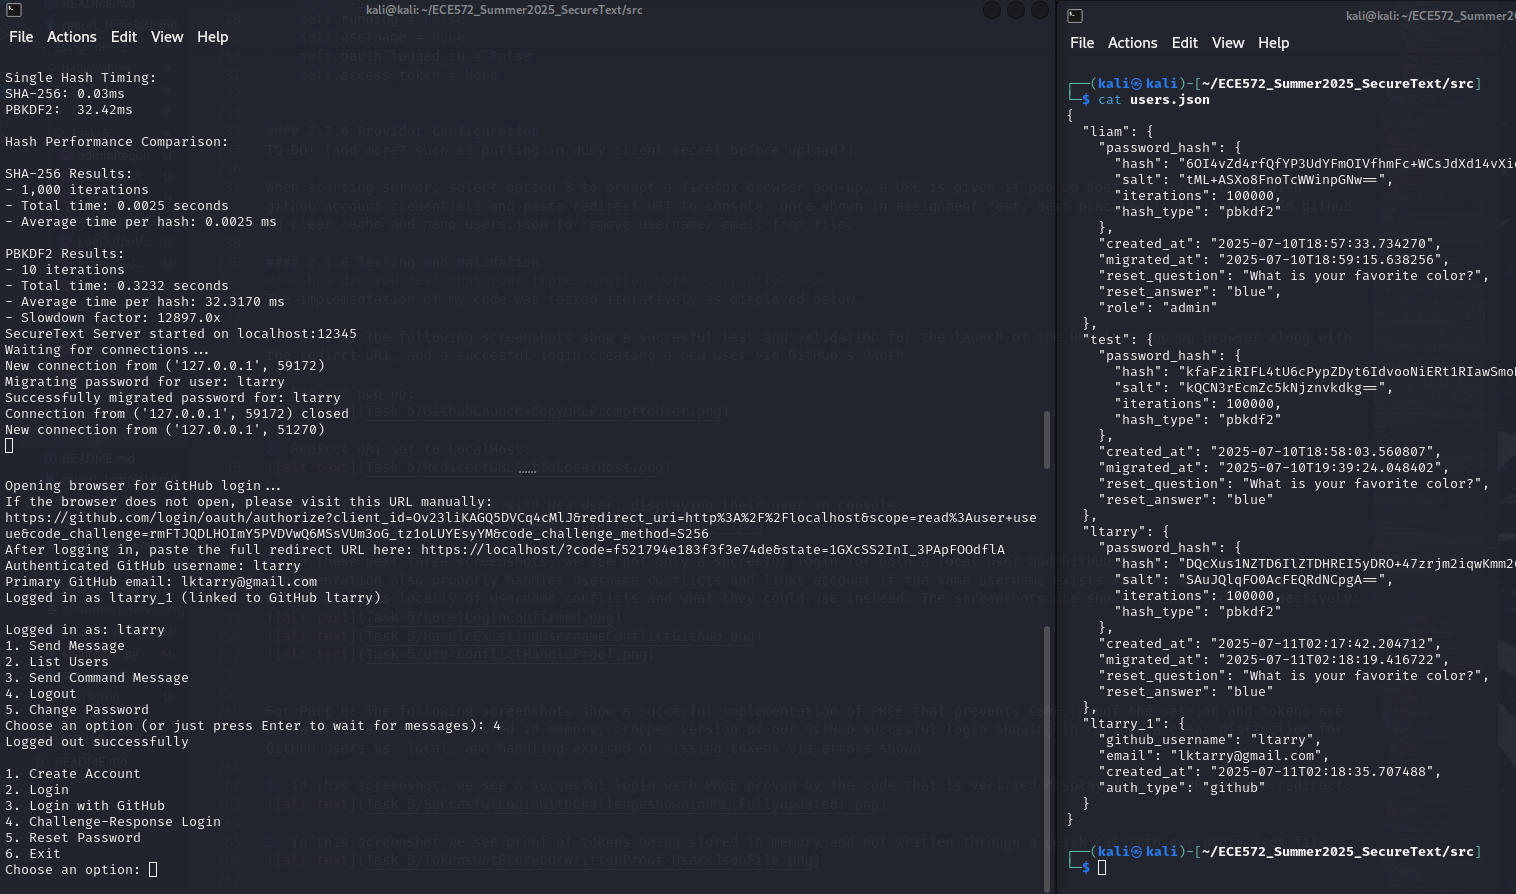 kali@kali: ~/ECE572_Summer2025_SecureText/src
File Actions Edit View Help
Single Hash Timing:
SHA-256: 0.03ms
PBKDF2:  32.42ms
Hash Performance Comparison:
SHA-256 Results:
- 1,000 iterations
- Total time: 0.0025 seconds
- Average time per hash: 0.0025 ms
PBKDF2 Results:
- 10 iterations
- Total time: 0.3232 seconds
- Average time per hash: 32.3170 ms
- Slowdown factor: 12897.0x
SecureText Server started on localhost:12345
Waiting for connections...
New connection from ('127.0.0.1', 59172)
Migrating password for user: ltarry
Successfully migrated password for: ltarry
Connection from ('127.0.0.1', 59172) closed
New connection from ('127.0.0.1', 51270)
Opening browser for GitHub login...
If the browser does not open, please visit this URL manually:
https://github.com/login/oauth/authorize?client_id=Ov23liKAGQ5DVCq4cMlJ&redirect_uri=http%3A%2F%2Flocalhost&scope=read%3Auser+use
ue&code_challenge=rmFTJQDLHOImY5PVDVwQ6MSsVUm3oG_tz1oLUYEsyYM&code_challenge_method=S256
After logging in, paste the full redirect URL here: https://localhost/?code=f521794e183f3f3e74de&state=1GXcSS2InI_3PApFOOdflA
Authenticated GitHub username: ltarry
Primary GitHub email: lktarry@gmail.com
Logged in as ltarry_1 (linked to GitHub ltarry)
Logged in as: ltarry
1. Send Message
2. List Users
3. Send Command Message
4. Logout
5. Change Password
Choose an option (or just press Enter to wait for messages): 4
Logged out successfully
1. Create Account
2. Login
3. Login with GitHub
4. Challenge-Response Login
5. Reset Password
6. Exit
Choose an option:
kali@kali: ~/ECE572_Summer2
File Actions Edit View Help
(kali㉿kali)-[~/ECE572_Summer2025_SecureText/src]
$ cat users.json
{
"liam": {
"password_hash": {
"hash": "6OI4vZd4rfQfYP3UdYFmOIVfhmFc+WCsJdXd14vXi
"salt": "tML+ASXo8FnoTcWWinpGNw==",
"iterations": 100000,
"hash_type": "pbkdf2"
},
"created_at": "2025-07-10T18:57:33.734270",
"migrated_at": "2025-07-10T18:59:15.638256",
"reset_question": "What is your favorite color?",
"reset_answer": "blue",
"role": "admin"
},
"test": {
"password_hash": {
"hash": "kfaFziRIFL4tU6cPypZDyt6IdvooNiERt1RIawSmo
"salt": "kQCN3rEcmZc5kNjznvkdkg==",
"iterations": 100000,
"hash_type": "pbkdf2"
},
"created_at": "2025-07-10T18:58:03.560807",
"migrated_at": "2025-07-10T19:39:24.048402",
"reset_question": "What is your favorite color?",
"reset_answer": "blue"
},
"ltarry": {
"password_hash": {
"hash": "DQcXus1NZTD6IlZTDHREI5yDRO+47zrjm2iqwKmm2
"salt": "SAuJQlqFO0AcFEQRdNCpgA==",
"iterations": 100000,
"hash_type": "pbkdf2"
},
"created_at": "2025-07-11T02:17:42.204712",
"migrated_at": "2025-07-11T02:18:19.416722",
"reset_question": "What is your favorite color?",
"reset_answer": "blue"
},
"ltarry_1": {
"github_username": "ltarry",
"email": "lktarry@gmail.com",
"created_at": "2025-07-11T02:18:35.707488",
"auth_type": "github"
}
}
(kali㉿kali)-[~/ECE572_Summer2025_SecureText/src]
$